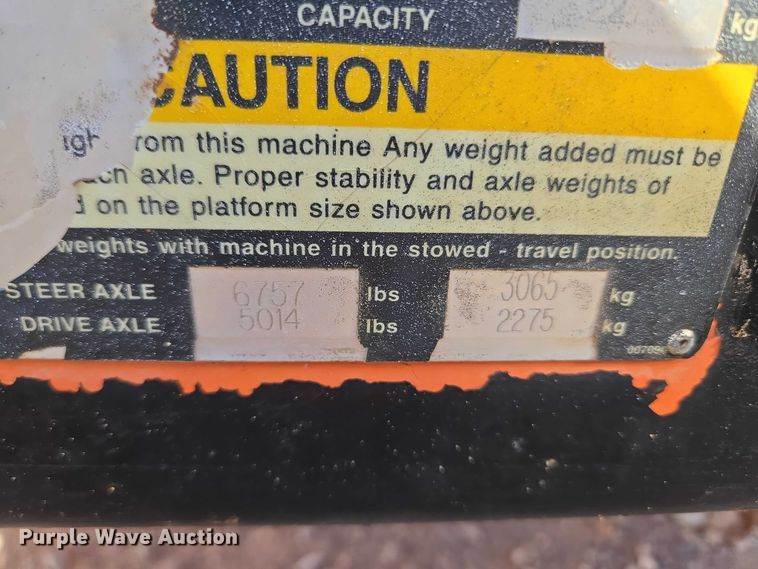 CAPACITY kg
CAUTION
from this machine Any weight added must be
axle. Proper stability and axle weights of
on the platform size shown above.
weights with machine in the stowed - travel position.
STEER AXLE 6757 lbs 3065 kg
DRIVE AXLE 5014 lbs 2275 kg
Purple Wave Auction